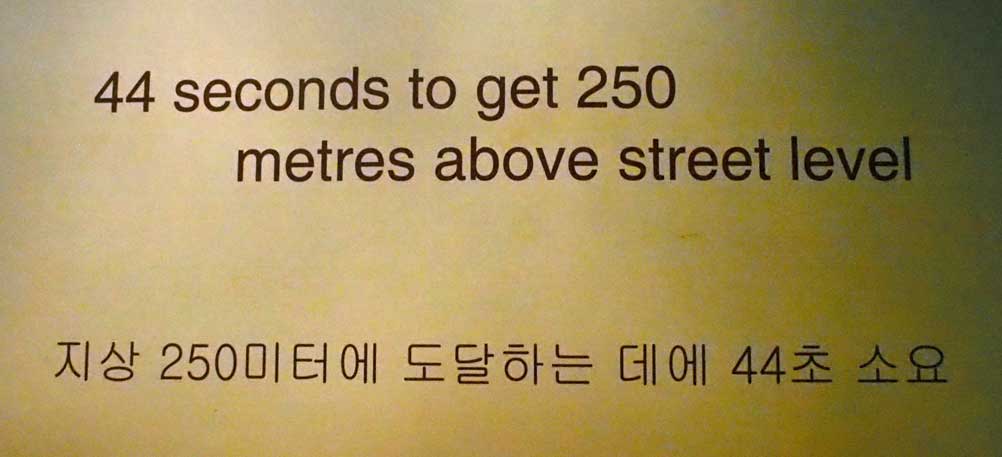 44 seconds to get 250
metres above street level
지상 250미터에 도달하는 데에 44초 소요